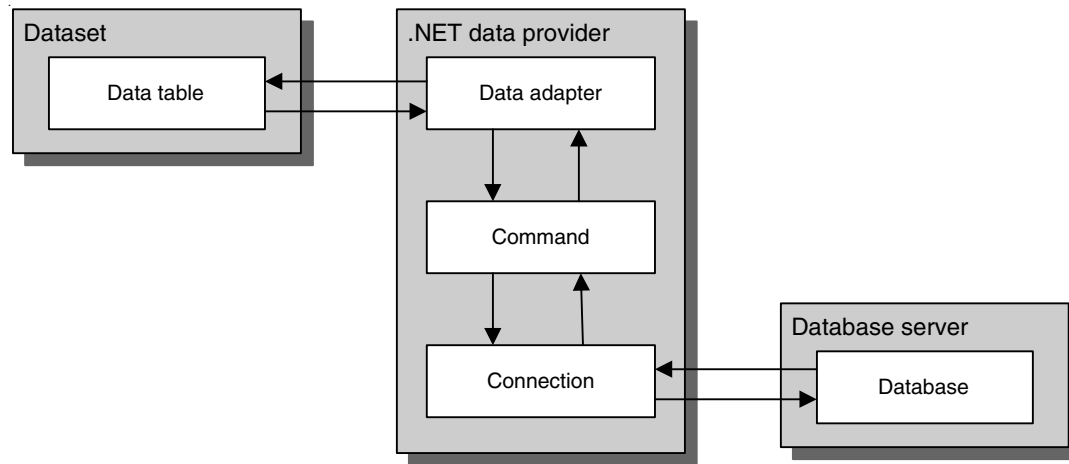 Dataset
Data table
.NET data provider
Data adapter
Command
Connection
Database server
Database